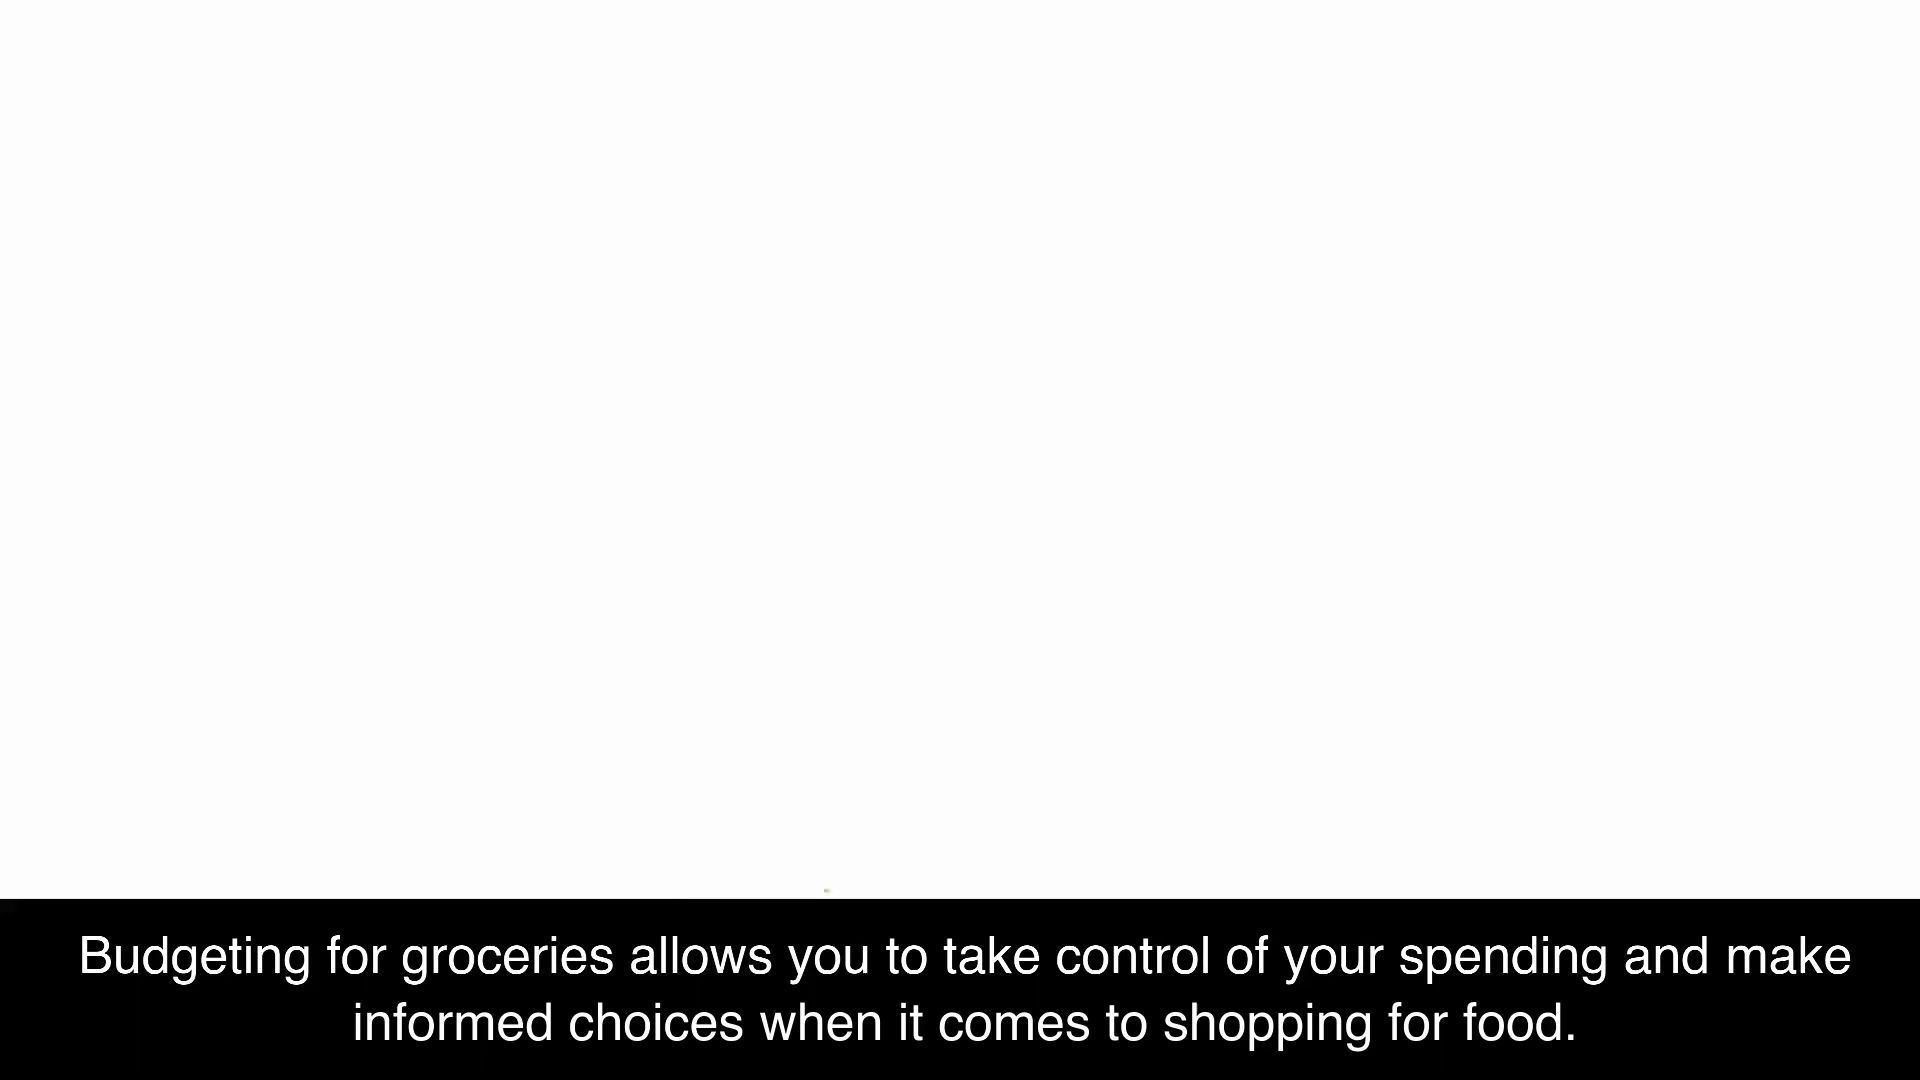 Budgeting for groceries allows you to take control of your spending and make
informed choices when it comes to shopping for food.